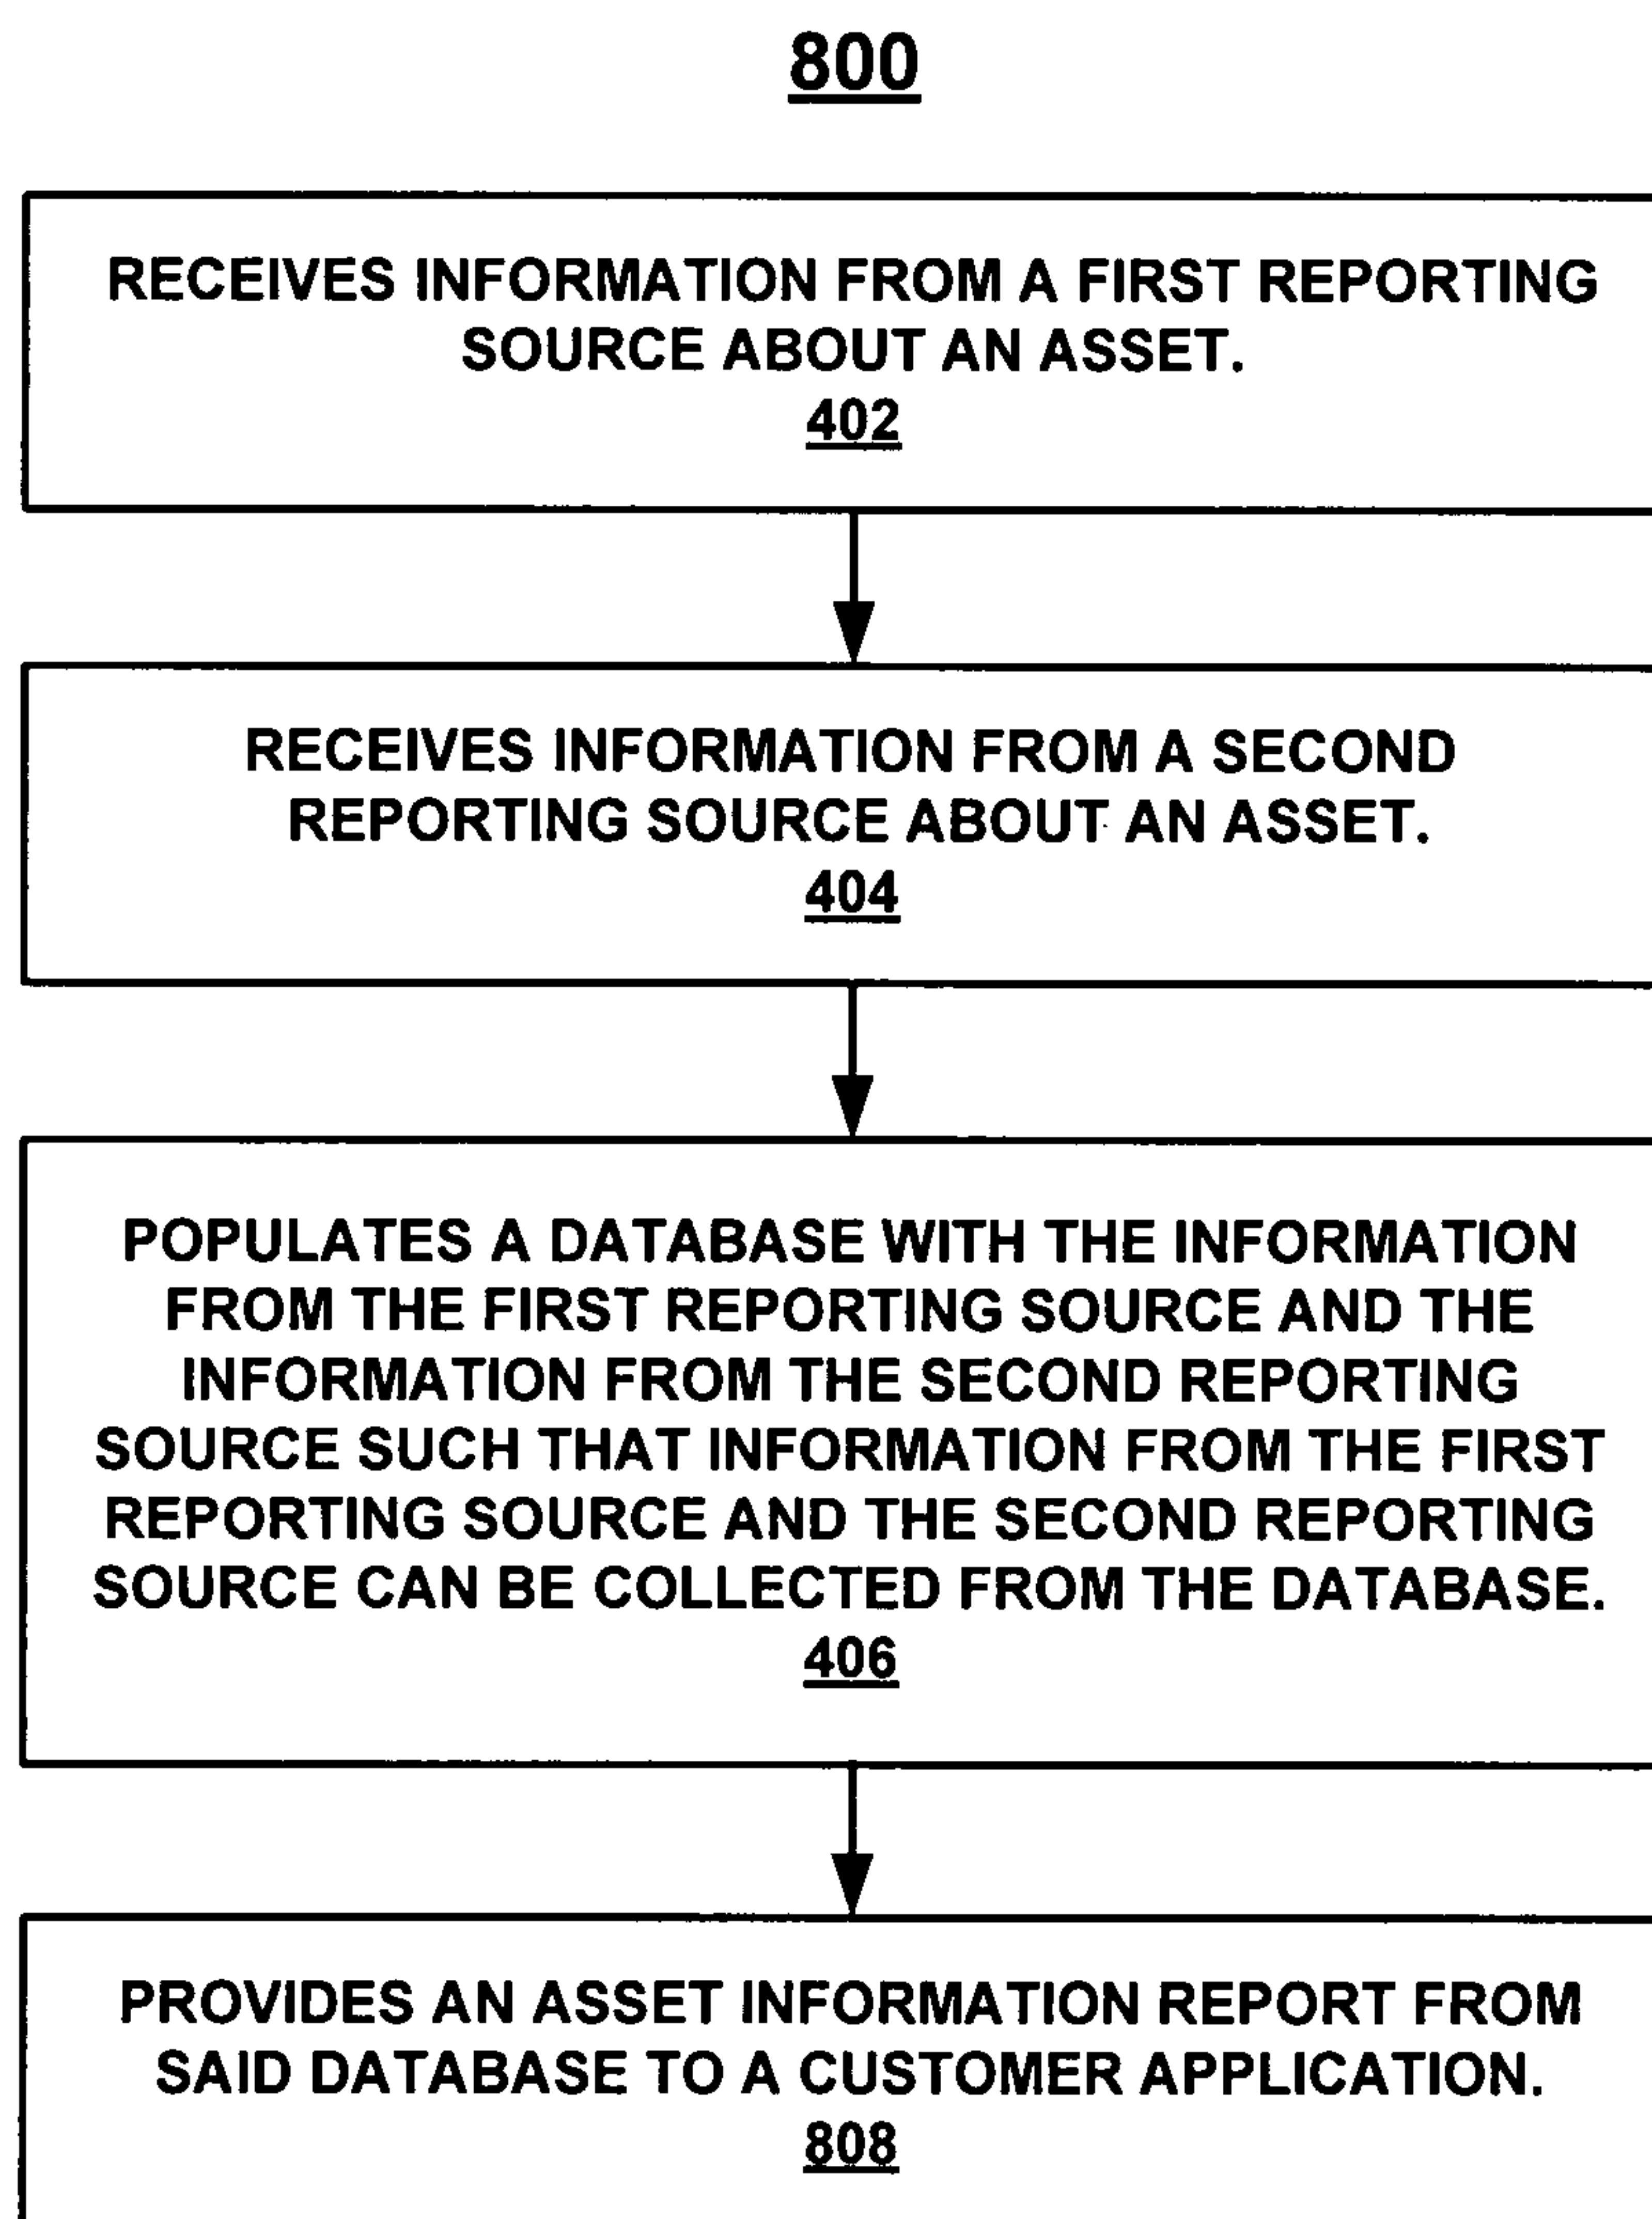 800
RECEIVES INFORMATION FROM A FIRST REPORTING
SOURCE ABOUT AN ASSET.
402
RECEIVES INFORMATION FROM A SECOND
REPORTING SOURCE ABOUT AN ASSET.
404
POPULATES A DATABASE WITH THE INFORMATION
FROM THE FIRST REPORTING SOURCE AND THE
INFORMATION FROM THE SECOND REPORTING
SOURCE SUCH THAT INFORMATION FROM THE FIRST
REPORTING SOURCE AND THE SECOND REPORTING
SOURCE CAN BE COLLECTED FROM THE DATABASE.
406
PROVIDES AN ASSET INFORMATION REPORT FROM
SAID DATABASE TO A CUSTOMER APPLICATION.
808